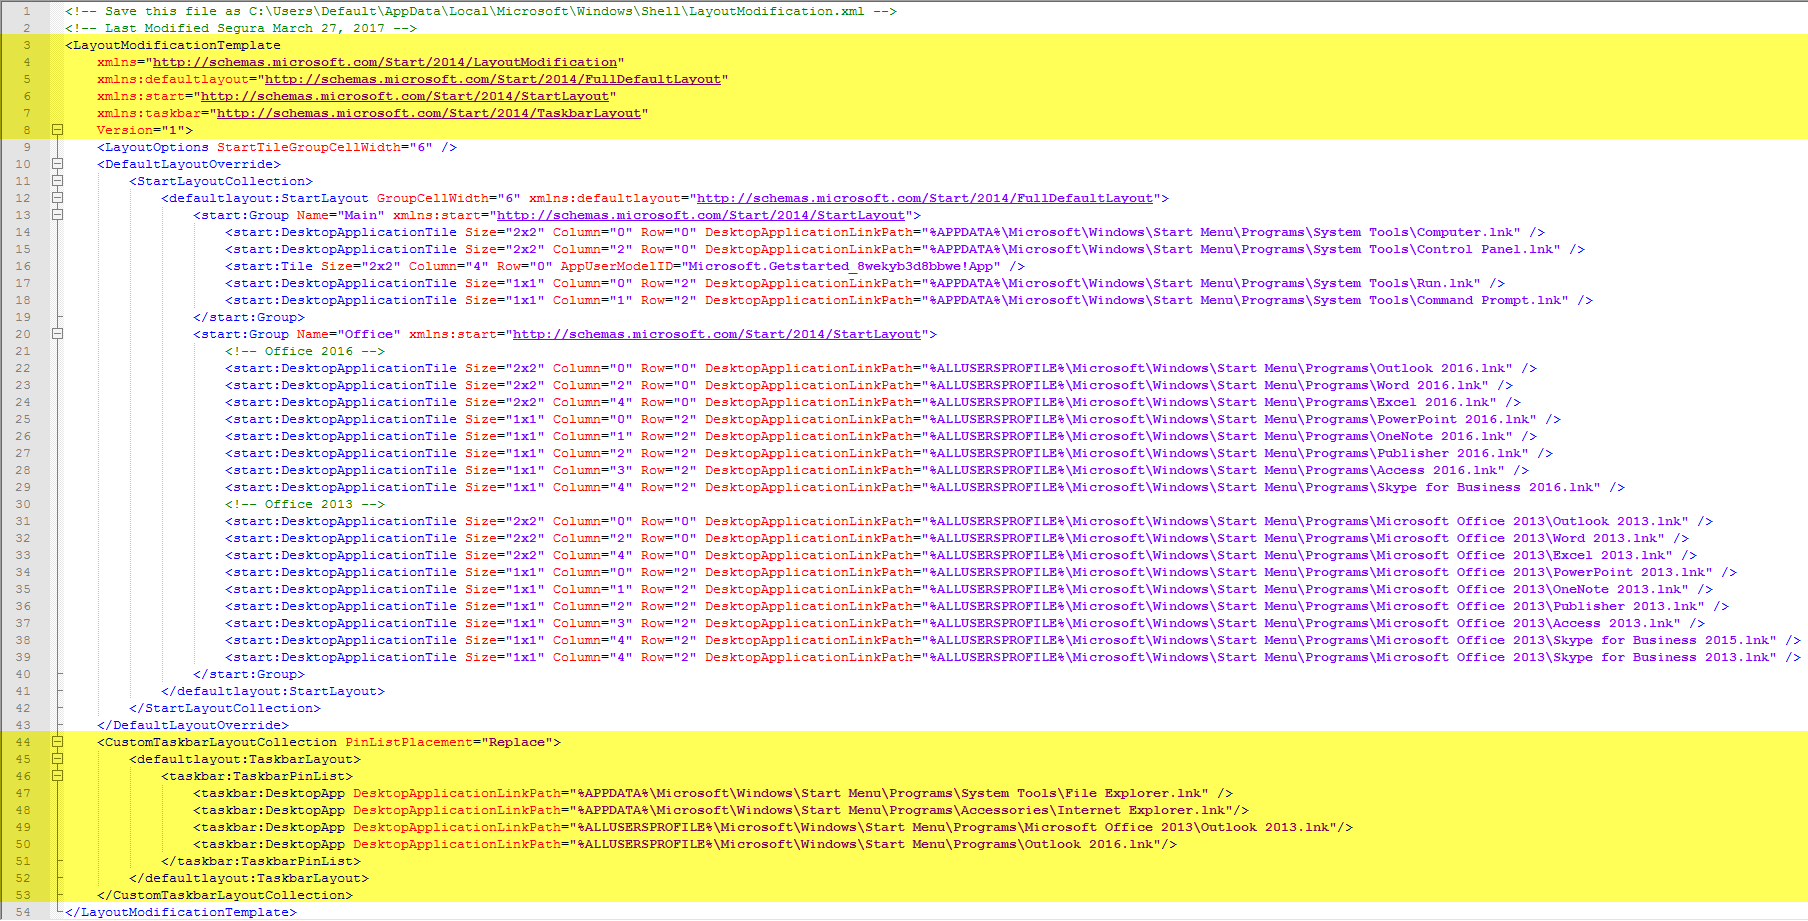 1 <!-- Save this file as C:\Users\Default\AppData\Local\Microsoft\Windows\Shell\LayoutModification.xml -->
2 <!-- Last Modified Segura March 27, 2017 -->
3 <LayoutModificationTemplate
4 xmlns="http://schemas.microsoft.com/Start/2014/LayoutModification"
5 xmlns:defaultlayout="http://schemas.microsoft.com/Start/2014/FullDefaultLayout"
6 xmlns:start="http://schemas.microsoft.com/Start/2014/StartLayout"
7 xmlns:taskbar="http://schemas.microsoft.com/Start/2014/TaskbarLayout"
8 Version="1">
9 <LayoutOptions StartTileGroupCellWidth="6" />
10 <DefaultLayoutOverride>
11 <StartLayoutCollection>
12 <defaultlayout:StartLayout GroupCellWidth="6" xmlns:defaultlayout="http://schemas.microsoft.com/Start/2014/FullDefaultLayout">
13 <start:Group Name="Main" xmlns:start="http://schemas.microsoft.com/Start/2014/StartLayout">
14 <start:DesktopApplicationTile Size="2x2" Column="0" Row="0" DesktopApplicationLinkPath="%APPDATA%\Microsoft\Windows\Start Menu\Programs\System Tools\Computer.lnk" />
15 <start:DesktopApplicationTile Size="2x2" Column="2" Row="0" DesktopApplicationLinkPath="%APPDATA%\Microsoft\Windows\Start Menu\Programs\System Tools\Control Panel.lnk" />
16 <start:Tile Size="2x2" Column="4" Row="0" AppUserModelID="Microsoft.Getstarted_8wekyb3d8bbwe!App" />
17 <start:DesktopApplicationTile Size="1x1" Column="0" Row="2" DesktopApplicationLinkPath="%APPDATA%\Microsoft\Windows\Start Menu\Programs\System Tools\Run.lnk" />
18 <start:DesktopApplicationTile Size="1x1" Column="1" Row="2" DesktopApplicationLinkPath="%APPDATA%\Microsoft\Windows\Start Menu\Programs\System Tools\Command Prompt.lnk" />
19 </start:Group>
20 <start:Group Name="Office" xmlns:start="http://schemas.microsoft.com/Start/2014/StartLayout">
21 <!-- Office 2016 -->
22 <start:DesktopApplicationTile Size="2x2" Column="0" Row="0" DesktopApplicationLinkPath="%ALLUSERSPROFILE%\Microsoft\Windows\Start Menu\Programs\Outlook 2016.lnk" />
23 <start:DesktopApplicationTile Size="2x2" Column="2" Row="0" DesktopApplicationLinkPath="%ALLUSERSPROFILE%\Microsoft\Windows\Start Menu\Programs\Word 2016.lnk" />
24 <start:DesktopApplicationTile Size="2x2" Column="4" Row="0" DesktopApplicationLinkPath="%ALLUSERSPROFILE%\Microsoft\Windows\Start Menu\Programs\Excel 2016.lnk" />
25 <start:DesktopApplicationTile Size="1x1" Column="0" Row="2" DesktopApplicationLinkPath="%ALLUSERSPROFILE%\Microsoft\Windows\Start Menu\Programs\PowerPoint 2016.lnk" />
26 <start:DesktopApplicationTile Size="1x1" Column="1" Row="2" DesktopApplicationLinkPath="%ALLUSERSPROFILE%\Microsoft\Windows\Start Menu\Programs\OneNote 2016.lnk" />
27 <start:DesktopApplicationTile Size="1x1" Column="2" Row="2" DesktopApplicationLinkPath="%ALLUSERSPROFILE%\Microsoft\Windows\Start Menu\Programs\Publisher 2016.lnk" />
28 <start:DesktopApplicationTile Size="1x1" Column="3" Row="2" DesktopApplicationLinkPath="%ALLUSERSPROFILE%\Microsoft\Windows\Start Menu\Programs\Access 2016.lnk" />
29 <start:DesktopApplicationTile Size="1x1" Column="4" Row="2" DesktopApplicationLinkPath="%ALLUSERSPROFILE%\Microsoft\Windows\Start Menu\Programs\Skype for Business 2016.lnk" />
30 <!-- Office 2013 -->
31 <start:DesktopApplicationTile Size="2x2" Column="0" Row="0" DesktopApplicationLinkPath="%ALLUSERSPROFILE%\Microsoft\Windows\Start Menu\Programs\Microsoft Office 2013\Outlook 2013.lnk" />
32 <start:DesktopApplicationTile Size="2x2" Column="2" Row="0" DesktopApplicationLinkPath="%ALLUSERSPROFILE%\Microsoft\Windows\Start Menu\Programs\Microsoft Office 2013\Word 2013.lnk" />
33 <start:DesktopApplicationTile Size="2x2" Column="4" Row="0" DesktopApplicationLinkPath="%ALLUSERSPROFILE%\Microsoft\Windows\Start Menu\Programs\Microsoft Office 2013\Excel 2013.lnk" />
34 <start:DesktopApplicationTile Size="1x1" Column="0" Row="2" DesktopApplicationLinkPath="%ALLUSERSPROFILE%\Microsoft\Windows\Start Menu\Programs\Microsoft Office 2013\PowerPoint 2013.lnk" />
35 <start:DesktopApplicationTile Size="1x1" Column="1" Row="2" DesktopApplicationLinkPath="%ALLUSERSPROFILE%\Microsoft\Windows\Start Menu\Programs\Microsoft Office 2013\OneNote 2013.lnk" />
36 <start:DesktopApplicationTile Size="1x1" Column="2" Row="2" DesktopApplicationLinkPath="%ALLUSERSPROFILE%\Microsoft\Windows\Start Menu\Programs\Microsoft Office 2013\Publisher 2013.lnk" />
37 <start:DesktopApplicationTile Size="1x1" Column="3" Row="2" DesktopApplicationLinkPath="%ALLUSERSPROFILE%\Microsoft\Windows\Start Menu\Programs\Microsoft Office 2013\Access 2013.lnk" />
38 <start:DesktopApplicationTile Size="1x1" Column="4" Row="2" DesktopApplicationLinkPath="%ALLUSERSPROFILE%\Microsoft\Windows\Start Menu\Programs\Microsoft Office 2013\Skype for Business 2015.lnk" />
39 <start:DesktopApplicationTile Size="1x1" Column="4" Row="2" DesktopApplicationLinkPath="%ALLUSERSPROFILE%\Microsoft\Windows\Start Menu\Programs\Microsoft Office 2013\Skype for Business 2013.lnk" />
40 </start:Group>
41 </defaultlayout:StartLayout>
42 </StartLayoutCollection>
43 </DefaultLayoutOverride>
44 <CustomTaskbarLayoutCollection PinListPlacement="Replace">
45 <defaultlayout:TaskbarLayout>
46 <taskbar:TaskbarPinList>
47 <taskbar:DesktopApp DesktopApplicationLinkPath="%APPDATA%\Microsoft\Windows\Start Menu\Programs\System Tools\File Explorer.lnk" />
48 <taskbar:DesktopApp DesktopApplicationLinkPath="%APPDATA%\Microsoft\Windows\Start Menu\Programs\Accessories\Internet Explorer.lnk"/>
49 <taskbar:DesktopApp DesktopApplicationLinkPath="%ALLUSERSPROFILE%\Microsoft\Windows\Start Menu\Programs\Microsoft Office 2013\Outlook 2013.lnk"/>
50 <taskbar:DesktopApp DesktopApplicationLinkPath="%ALLUSERSPROFILE%\Microsoft\Windows\Start Menu\Programs\Outlook 2016.lnk"/>
51 </taskbar:TaskbarPinList>
52 </defaultlayout:TaskbarLayout>
53 </CustomTaskbarLayoutCollection>
54 </LayoutModificationTemplate>